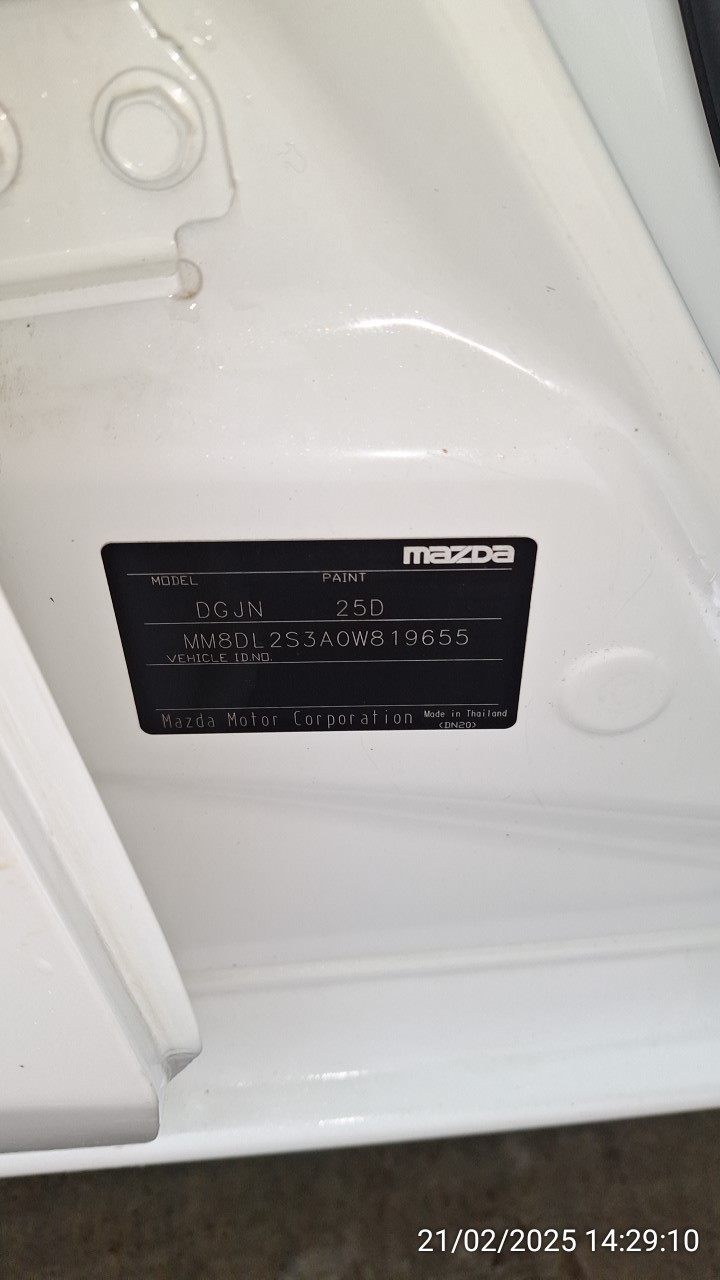 mazda
MODEL PAINT
DGJN 25D
MM8DL2S3A0W819655
VEHICLE ID.NO.
Mazda Motor Corporation Made in Thailand
<DN20>
21/02/2025 14:29:10